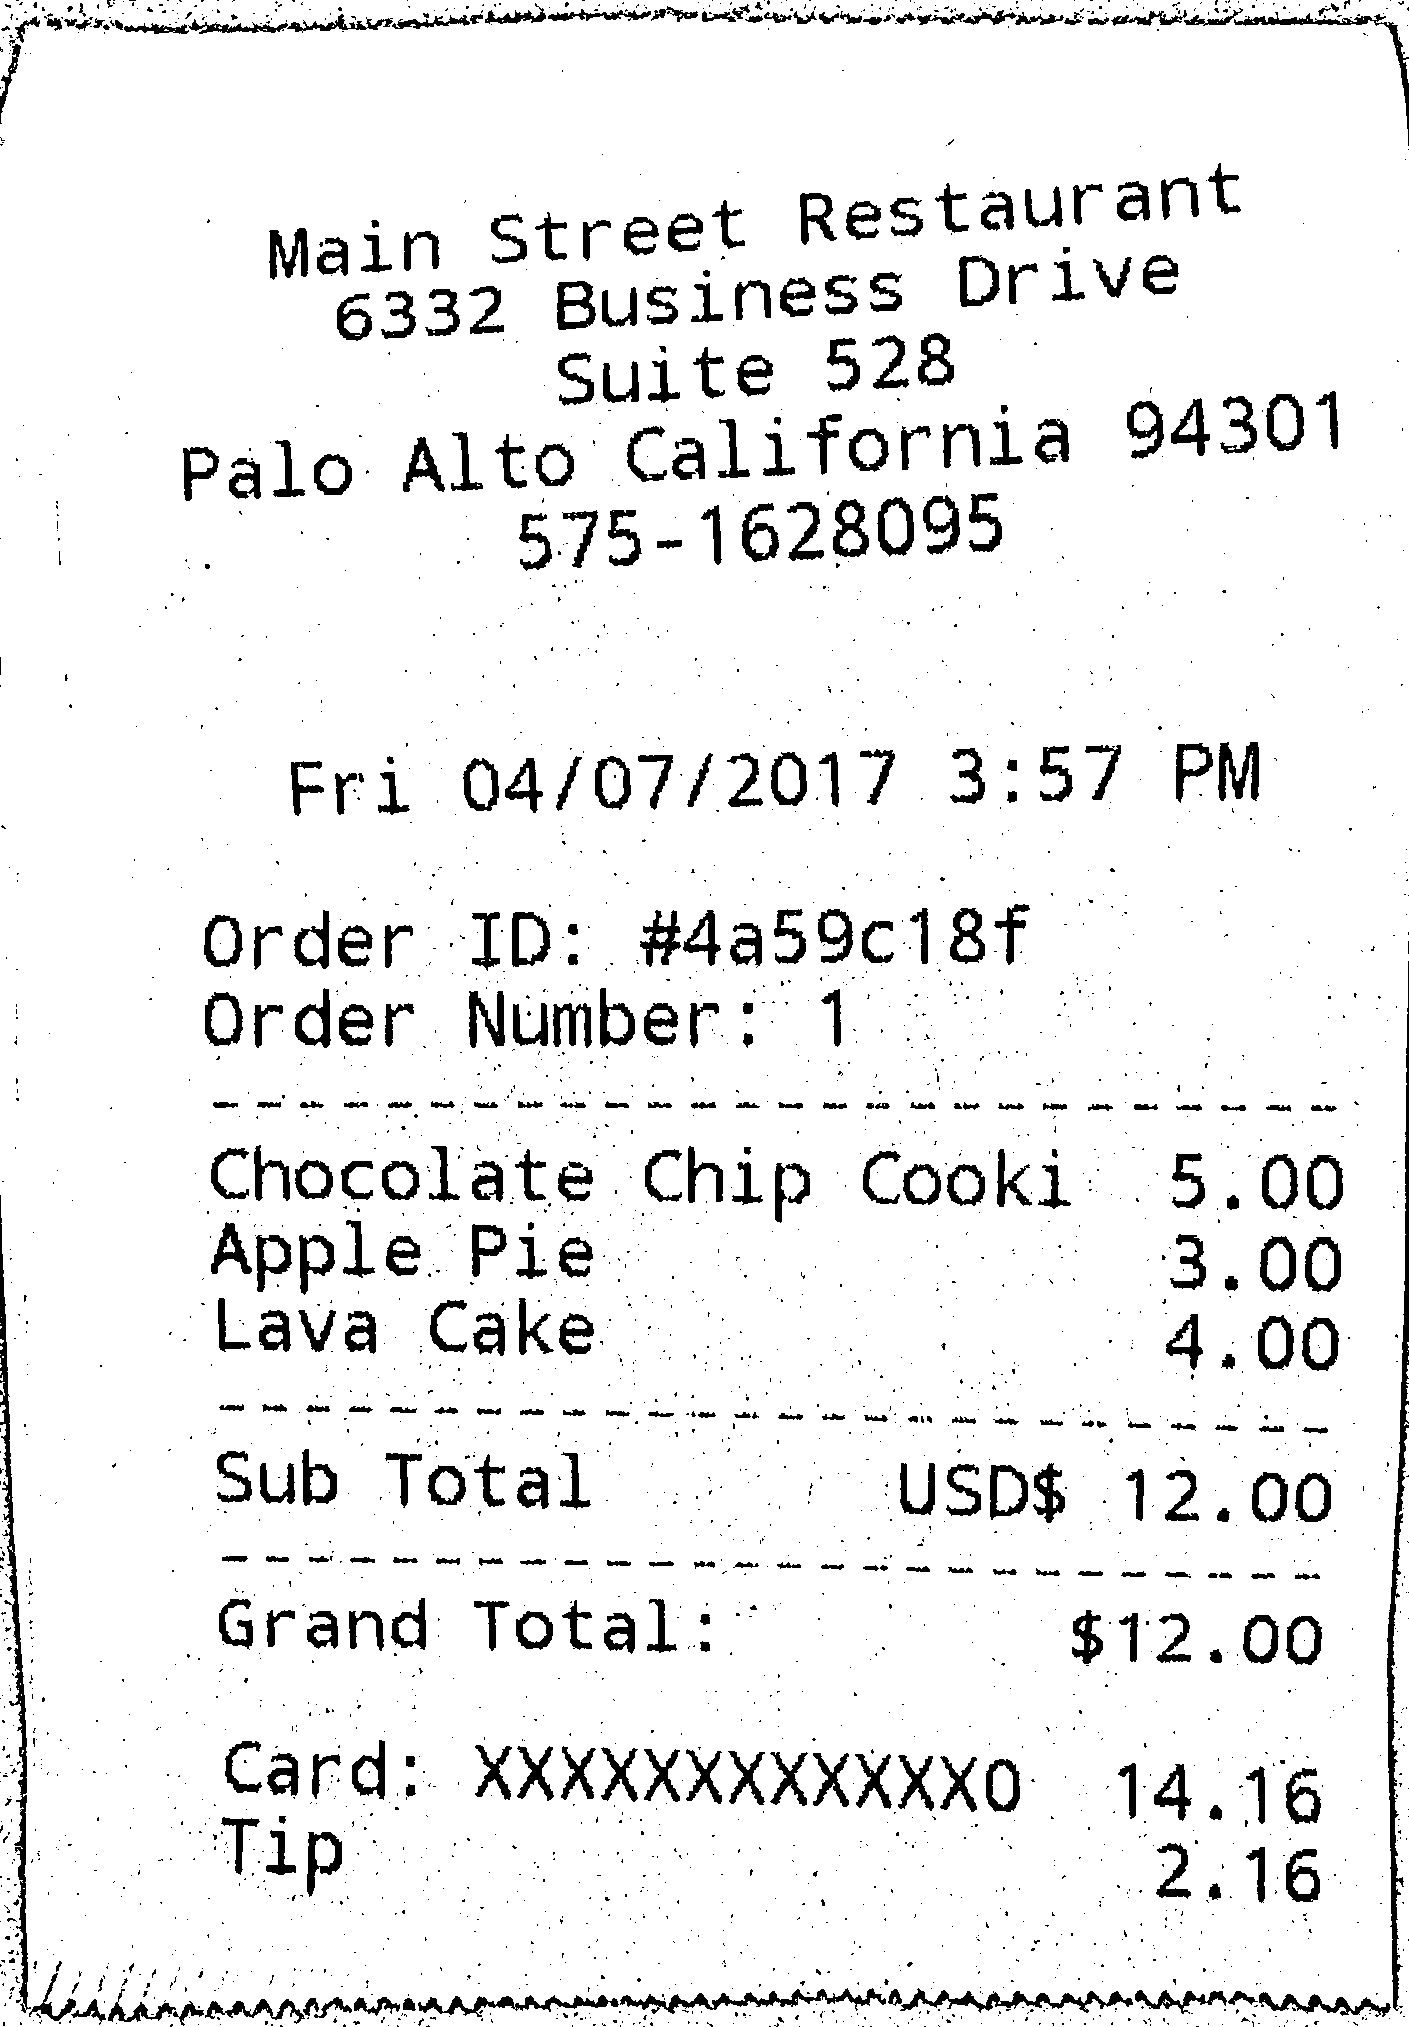 Main Street Restaurant
6332 Business Drive
Suite 528
Palo Alto California 94301
575-1628095
Fri 04/07/2017 3:57 PM
Order ID: #4a59c18f
Order Number: 1
Chocolate Chip Cooki 5.00
Apple Pie 3.00
Lava Cake 4.00
Sub Total USD$ 12.00
Grand Total: $12.00
Card: XXXXXXXXXXXX0 14.16
Tip 2.16